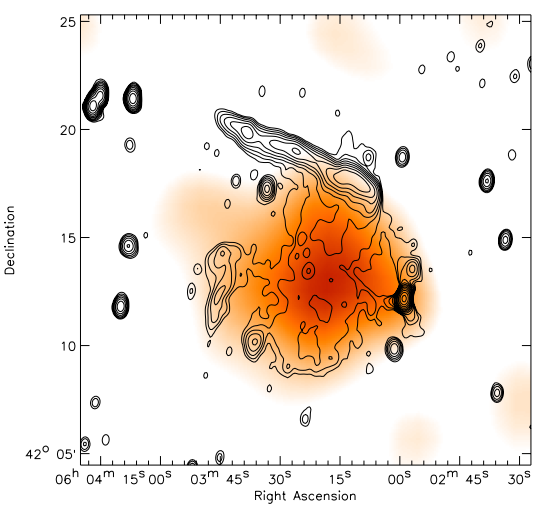 25
20
Declination
15
10
42° 05'
06ʰ 04ᵐ 15ˢ 00ˢ 03ᵐ 45ˢ 30ˢ 15ˢ 00ˢ 02ᵐ 45ˢ 30ˢ
Right Ascension